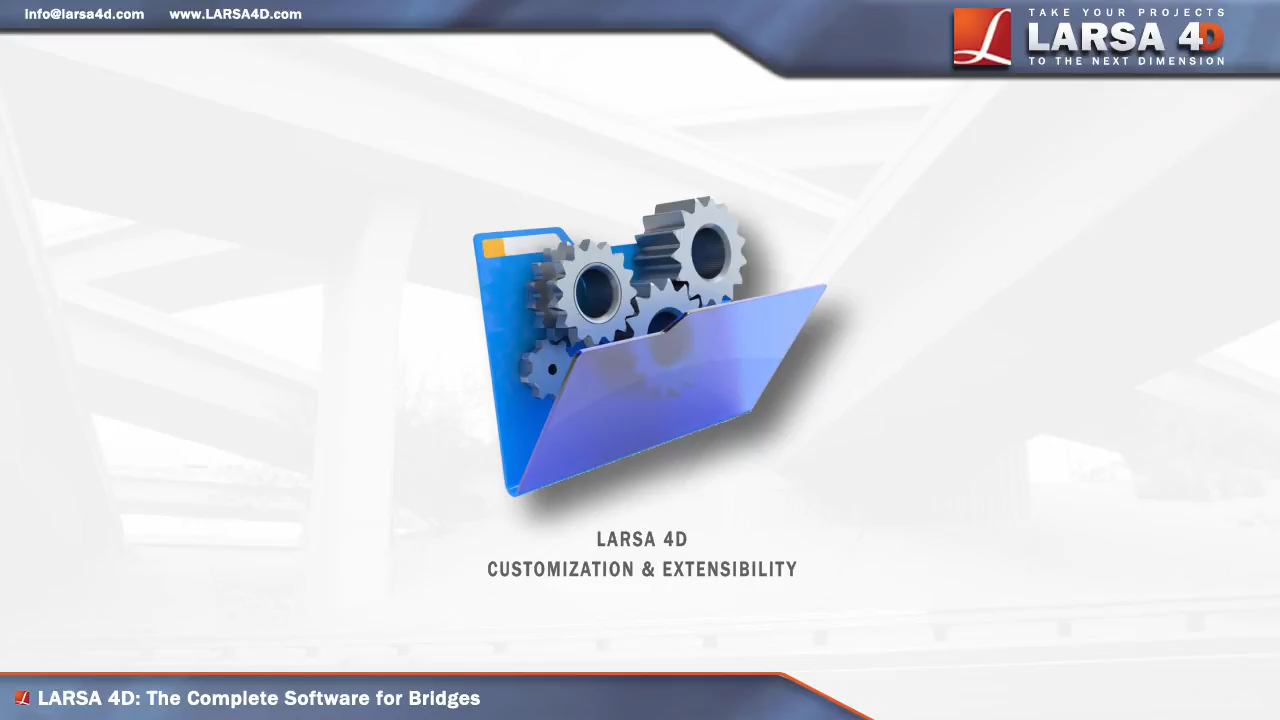 info@larsa4d.com www.LARSA4D.com
TAKE YOUR PROJECTS
LARSA 4D
TO THE NEXT DIMENSION
LARSA 4D
CUSTOMIZATION & EXTENSIBILITY
LARSA 4D: The Complete Software for Bridges